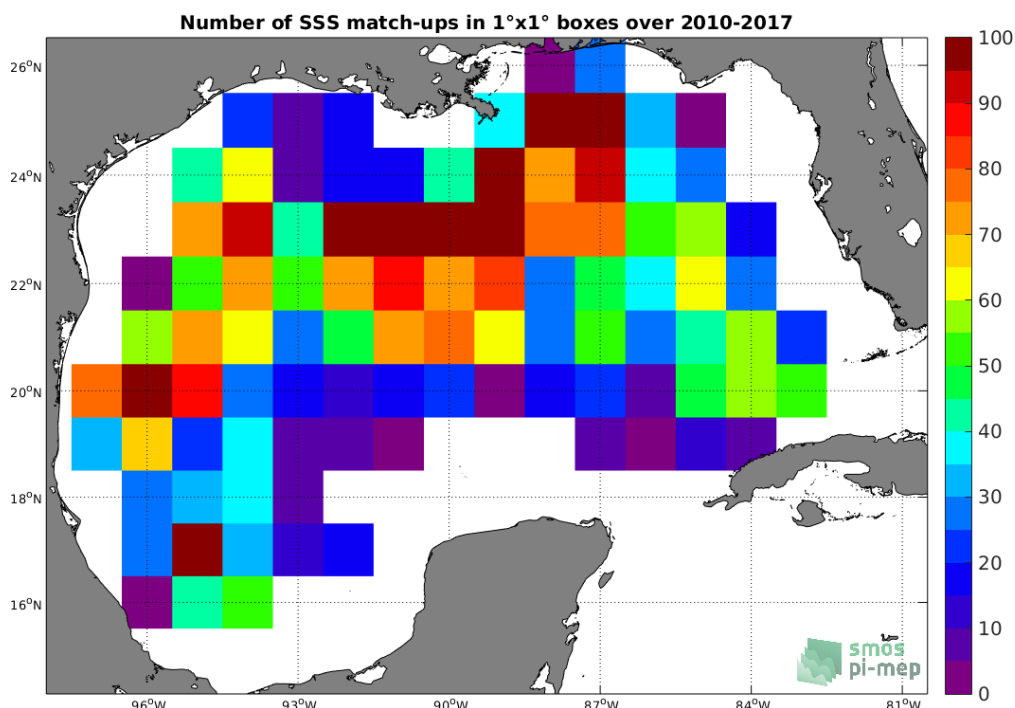 Number of SSS match-ups in 1°x1° boxes over 2010-2017
26°N
24°N
22°N
20°N
18°N
16°N
96°W 93°W 90°W 87°W 84°W 81°W
100
90
80
70
60
50
40
30
20
10
0
smos
pi-mep